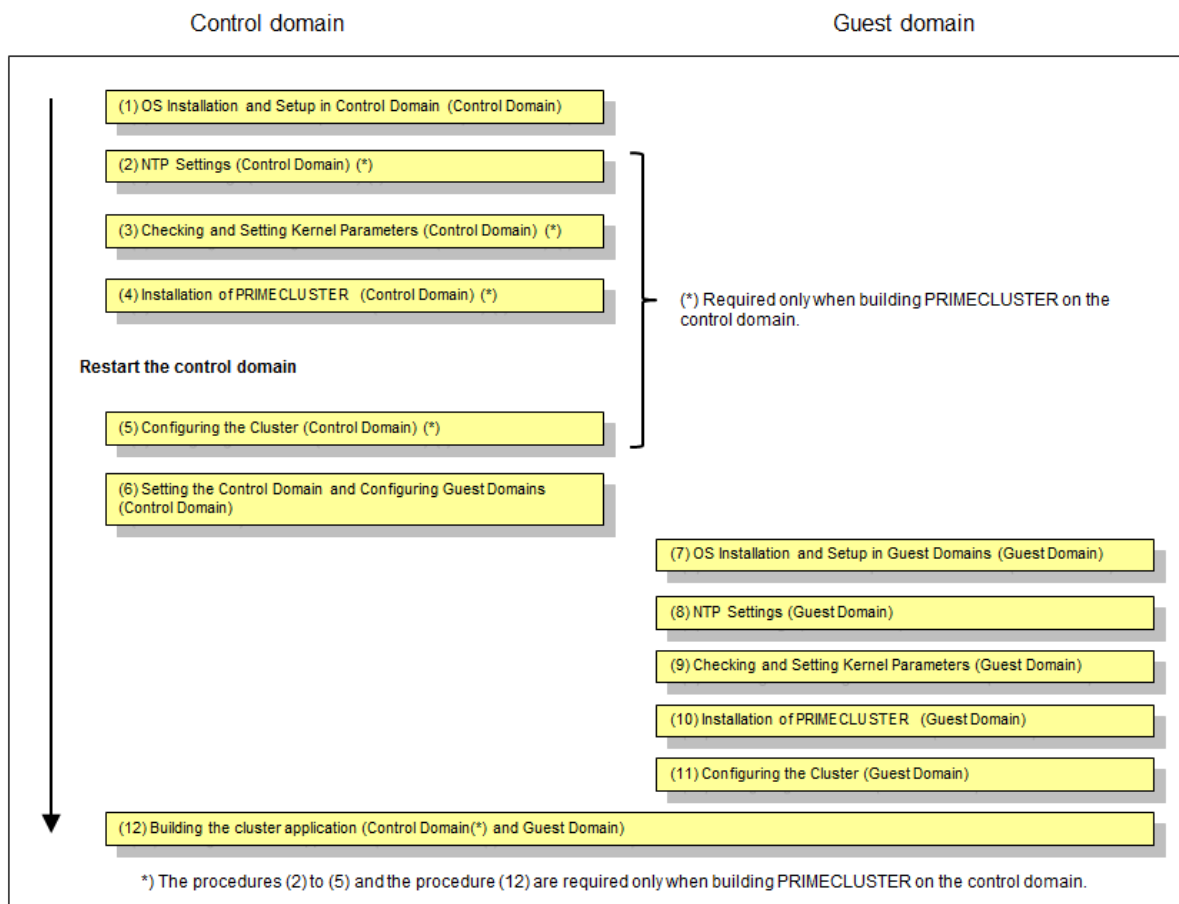 Control domain
Guest domain
(1) OS Installation and Setup in Control Domain (Control Domain)
(2) NTP Settings (Control Domain) (*)
(3) Checking and Setting Kernel Parameters (Control Domain) (*)
(4) Installation of PRIMECLUSTER (Control Domain) (*)
(*) Required only when building PRIMECLUSTER on the
control domain.
Restart the control domain
(5) Configuring the Cluster (Control Domain) (*)
(6) Setting the Control Domain and Configuring Guest Domains
(Control Domain)
(7) OS Installation and Setup in Guest Domains (Guest Domain)
(8) NTP Settings (Guest Domain)
(9) Checking and Setting Kernel Parameters (Guest Domain)
(10) Installation of PRIMECLUSTER (Guest Domain)
(11) Configuring the Cluster (Guest Domain)
(12) Building the cluster application (Control Domain(*) and Guest Domain)
*) The procedures (2) to (5) and the procedure (12) are required only when building PRIMECLUSTER on the control domain.